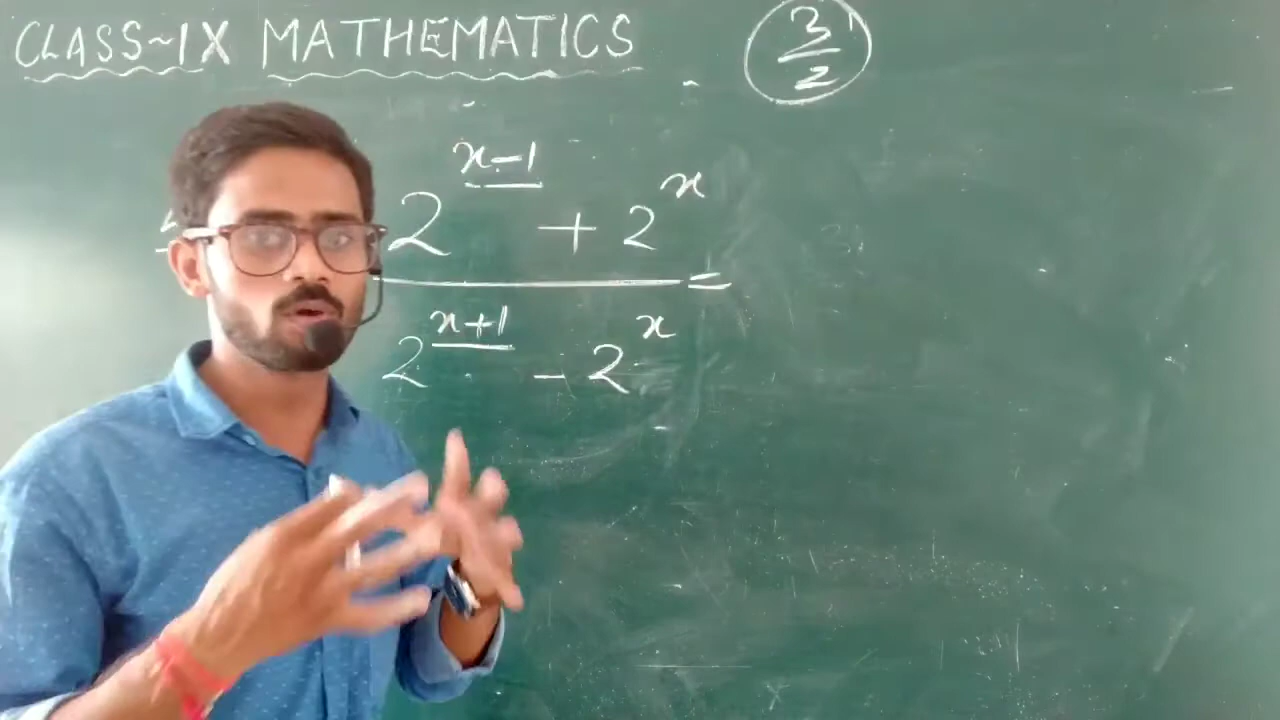 CLASS~IX MATHEMATICS
3/2
2^(x-1) + 2^x
2^(x+1) - 2^x =